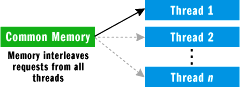 Common Memory
Memory interleaves
requests from all
threads
Thread 1
Thread 2
Thread n